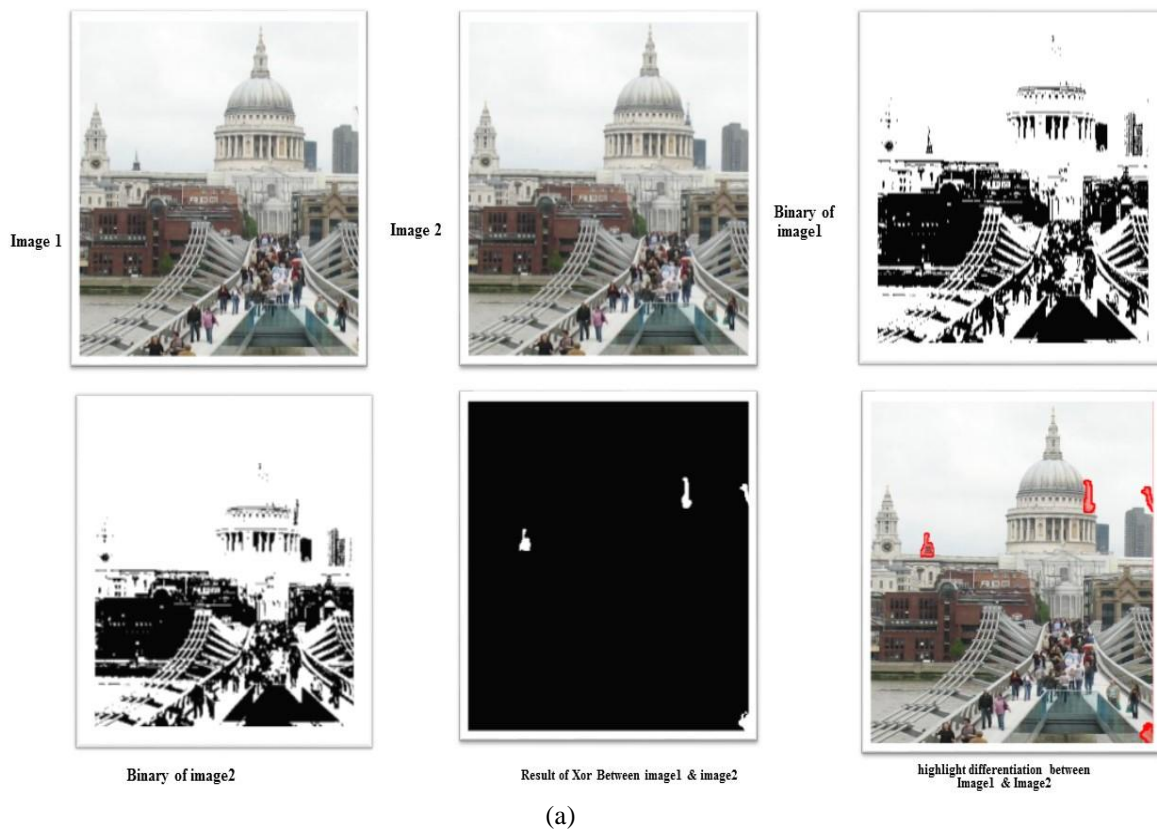 Image 1
Image 2
Binary of
image1
Binary of image2
Result of Xor Between image1 & image2
highlight differentiation between
Image1 & Image2
(a)